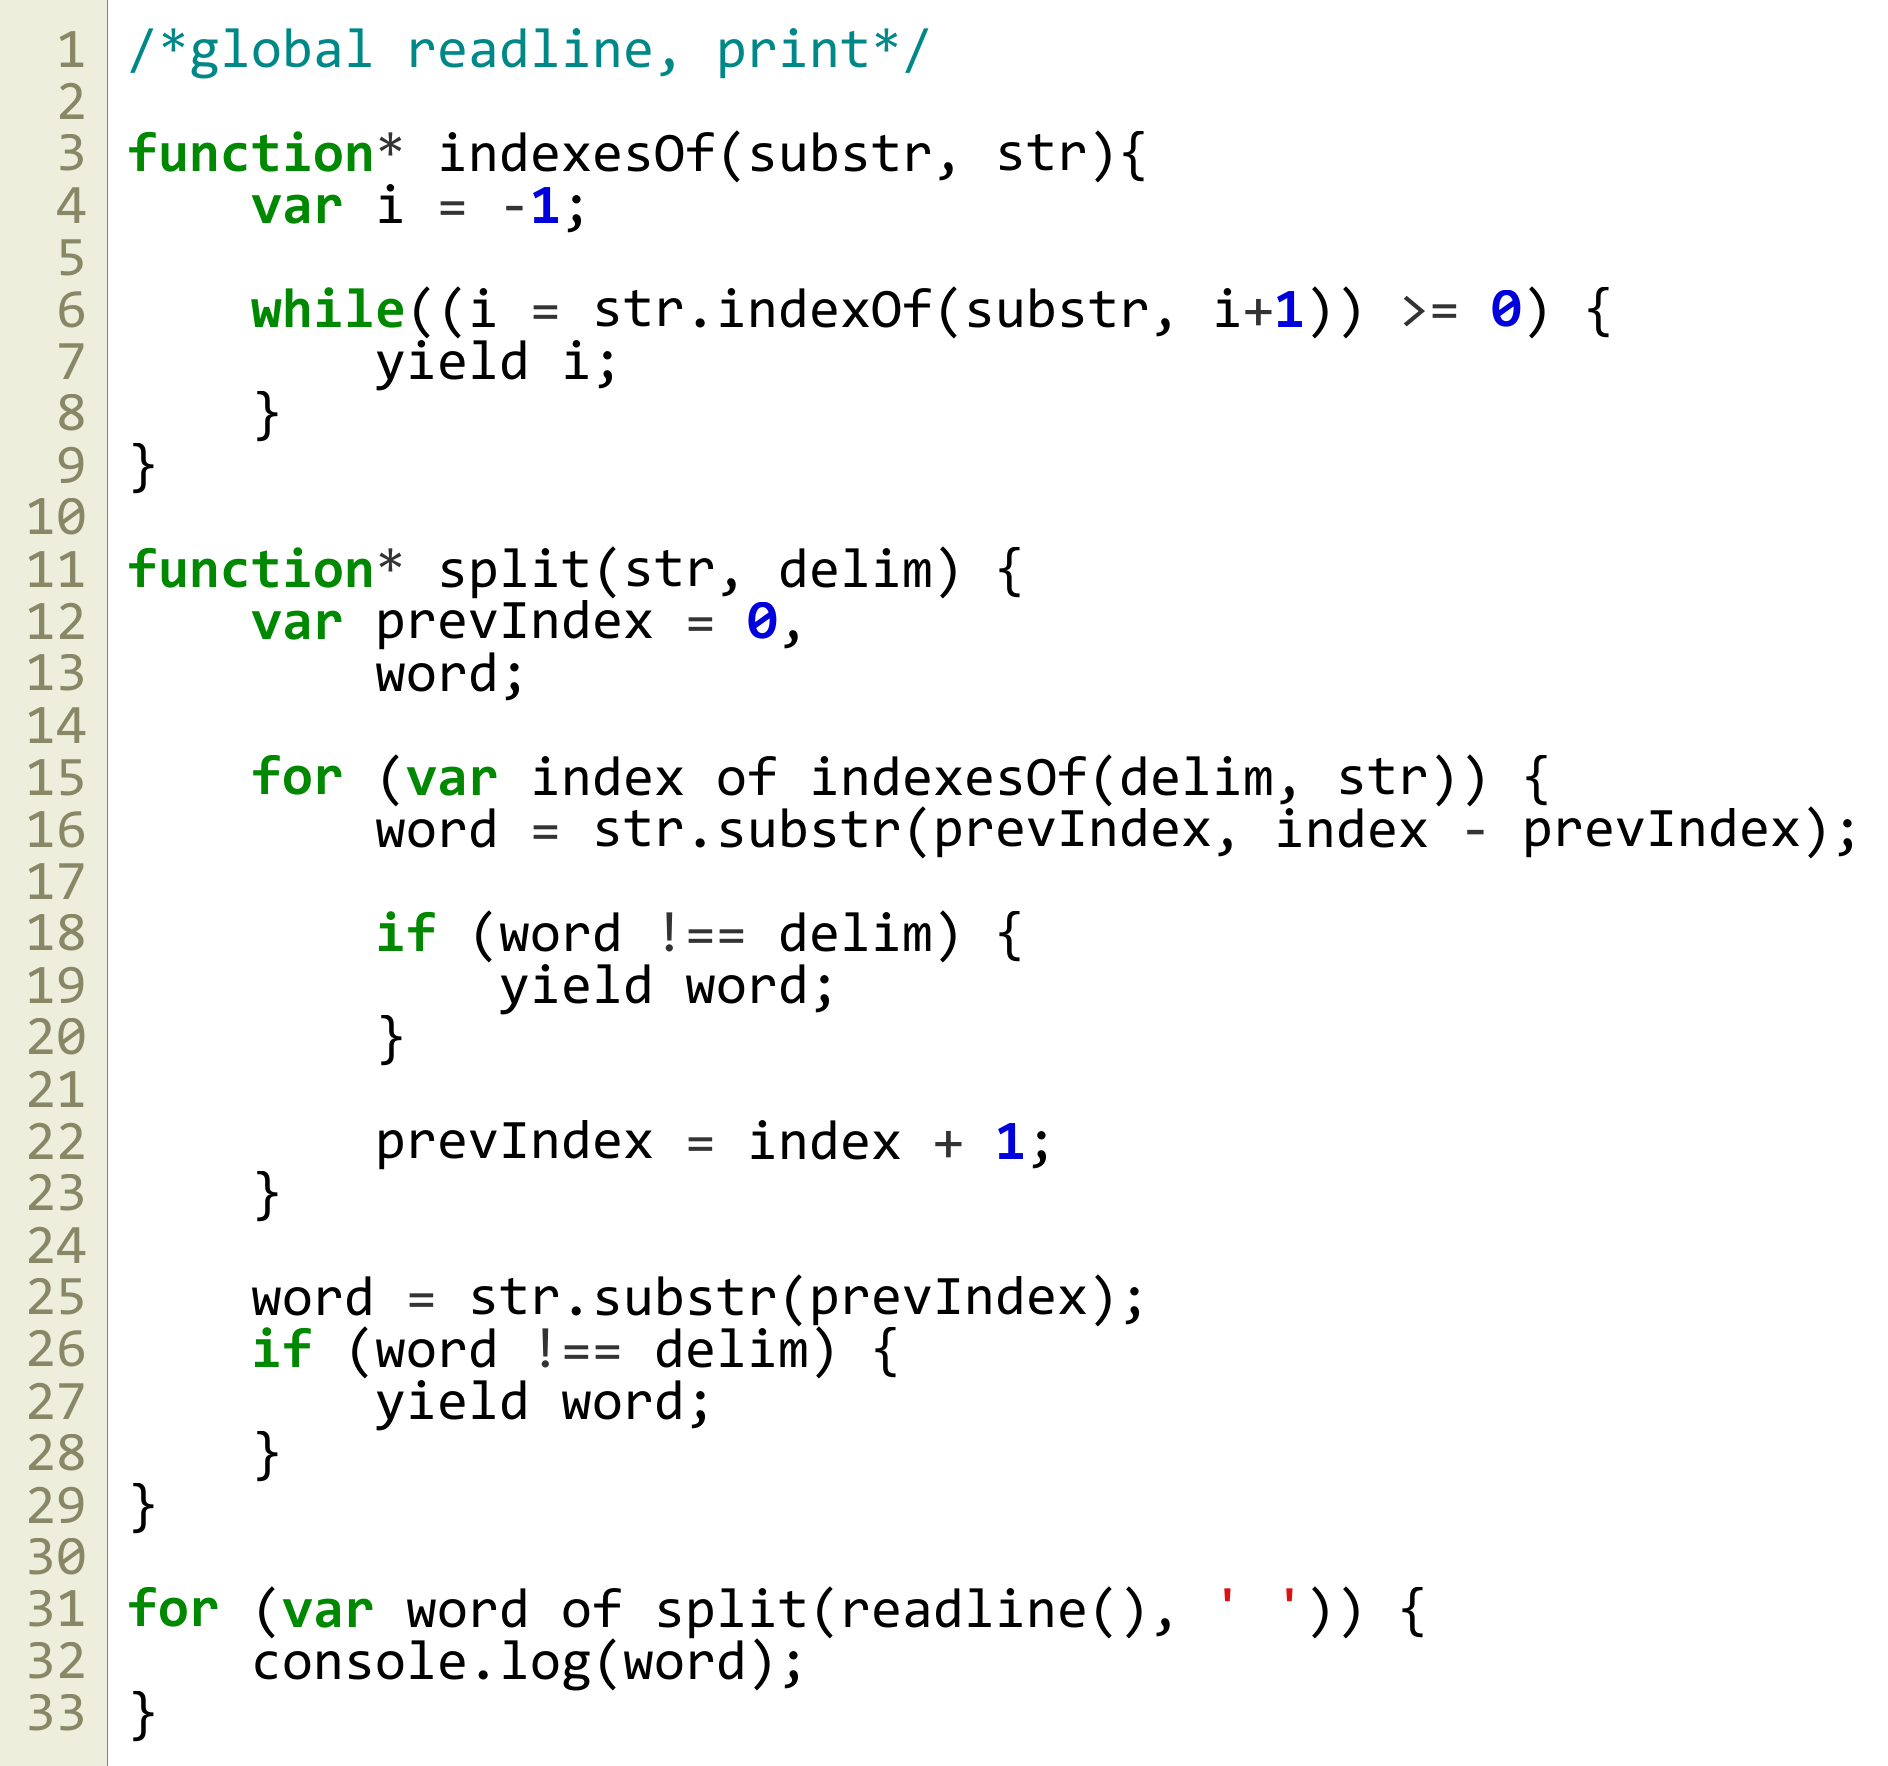 1 /*global readline, print*/
2
3 function* indexesOf(substr, str){
4     var i = -1;
5
6     while((i = str.indexOf(substr, i+1)) >= 0) {
7         yield i;
8     }
9 }
10
11 function* split(str, delim) {
12     var prevIndex = 0,
13         word;
14
15     for (var index of indexesOf(delim, str)) {
16         word = str.substr(prevIndex, index - prevIndex);
17
18         if (word !== delim) {
19             yield word;
20         }
21
22         prevIndex = index + 1;
23     }
24
25     word = str.substr(prevIndex);
26     if (word !== delim) {
27         yield word;
28     }
29 }
30
31 for (var word of split(readline(), ' ')) {
32     console.log(word);
33 }